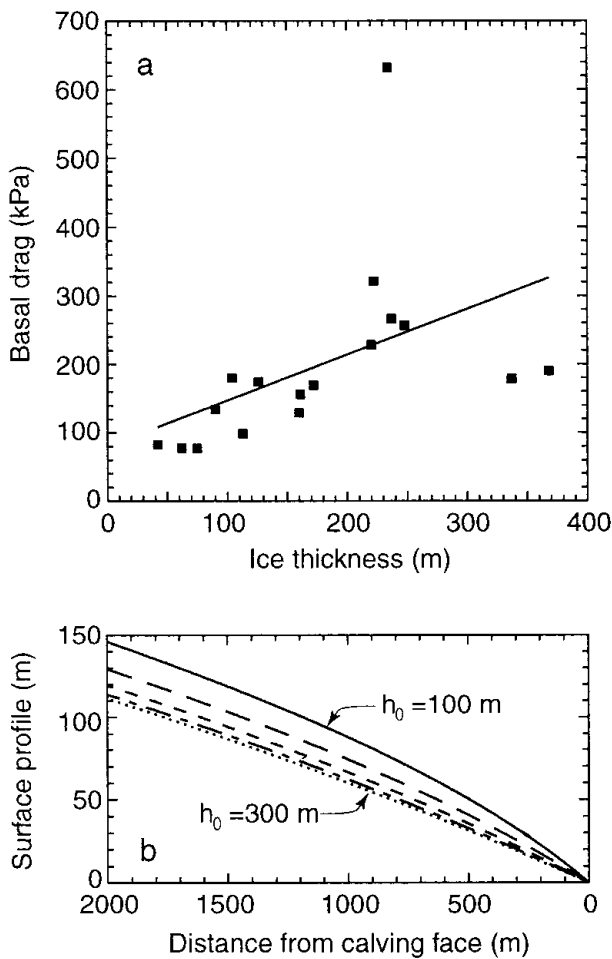 700
600
500
400
300
200
100
0
a
Basal drag (kPa)
0 100 200 300 400
Ice thickness (m)
150
100
50
0
Surface profile (m)
h₀ =100 m
h₀ =300 m
b
2000 1500 1000 500 0
Distance from calving face (m)